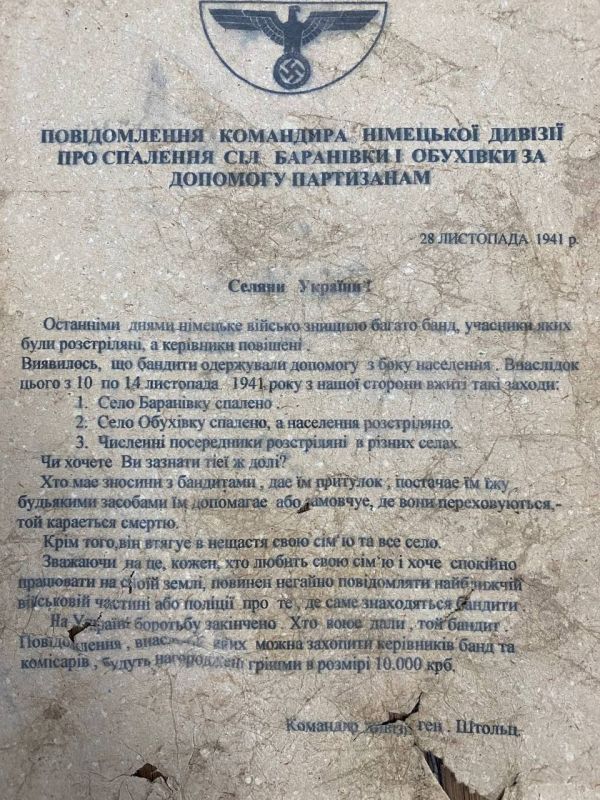 ПОВІДОМЛЕННЯ КОМАНДИРА НІМЕЦЬКОЇ ДИВІЗІЇ
ПРО СПАЛЕННЯ СІЛ БАРАНІВКИ І ОБУХІВКИ ЗА
ДОПОМОГУ ПАРТИЗАНАМ
28 ЛИСТОПАДА 1941 р.
Селяни України !
Останніми днями німецьке військо знищило багато банд, учасники яких
були розстріляні, а керівники повішені .
Виявилось, що бандити одержували допомогу з боку населення . Внаслідок
цього з 10 по 14 листопада 1941 року з нашої сторони вжиті такі заходи:
1. Село Баранівку спалено .
2. Село Обухівку спалено, а населення розстріляно.
3. Численні посередники розстріляні в різних селах.
Чи хочете Ви зазнати тієї ж долі?
Хто має зносини з бандитами , дає їм притулок , постачає їм їжу
будьякими засобами їм допомагає або замовчує, де вони переховуються,-
той карається смертю.
Крім того,він втягує в нещастя свою сім'ю та все село.
Зважаючи на це, кожен, хто любить свою сім'ю і хоче спокійно
працювати на своїй землі, повинен негайно повідомляти найближчій
військовій частині або поліції про те , де саме знаходяться бандити
На Україні боротьбу закінчено . Хто воює далі , той бандит .
Повідомлення , внаслідок яких можна захопити керівників банд та
комісарів , будуть нагороджені грішми в розмірі 10.000 крб.
Командир дивізії ген . Штольц